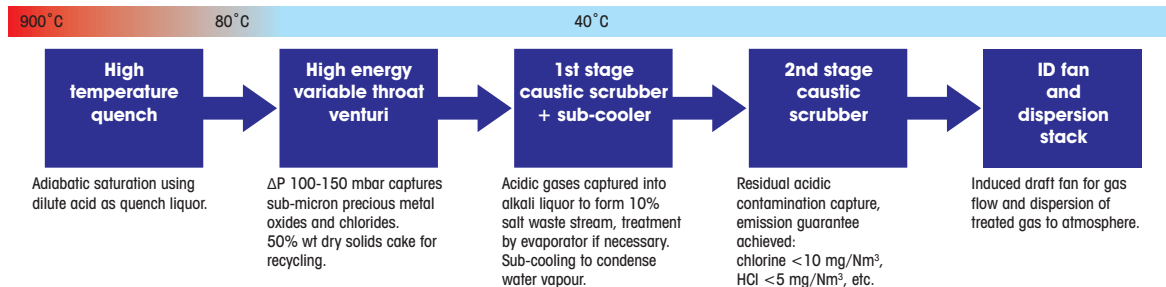 900˚C 80˚C 40˚C
High
temperature
quench
High energy
variable throat
venturi
1st stage
caustic scrubber
+ sub-cooler
2nd stage
caustic
scrubber
ID fan
and
dispersion
stack
Adiabatic saturation using
dilute acid as quench liquor.
ΔP 100-150 mbar captures
sub-micron precious metal
oxides and chlorides.
50% wt dry solids cake for
recycling.
Acidic gases captured into
alkali liquor to form 10%
salt waste stream, treatment
by evaporator if necessary.
Sub-cooling to condense
water vapour.
Residual acidic
contamination capture,
emission guarantee
achieved:
chlorine <10 mg/Nm³,
HCl <5 mg/Nm³, etc.
Induced draft fan for gas
flow and dispersion of
treated gas to atmosphere.